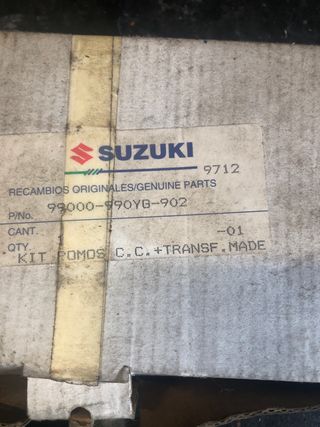 SUZUKI
9712
RECAMBIOS ORIGINALES/GENUINE PARTS
P/No. 99000-990YB-902
CANT. -01
QTY.
KIT POMOS C.C.+TRANSF.MADE